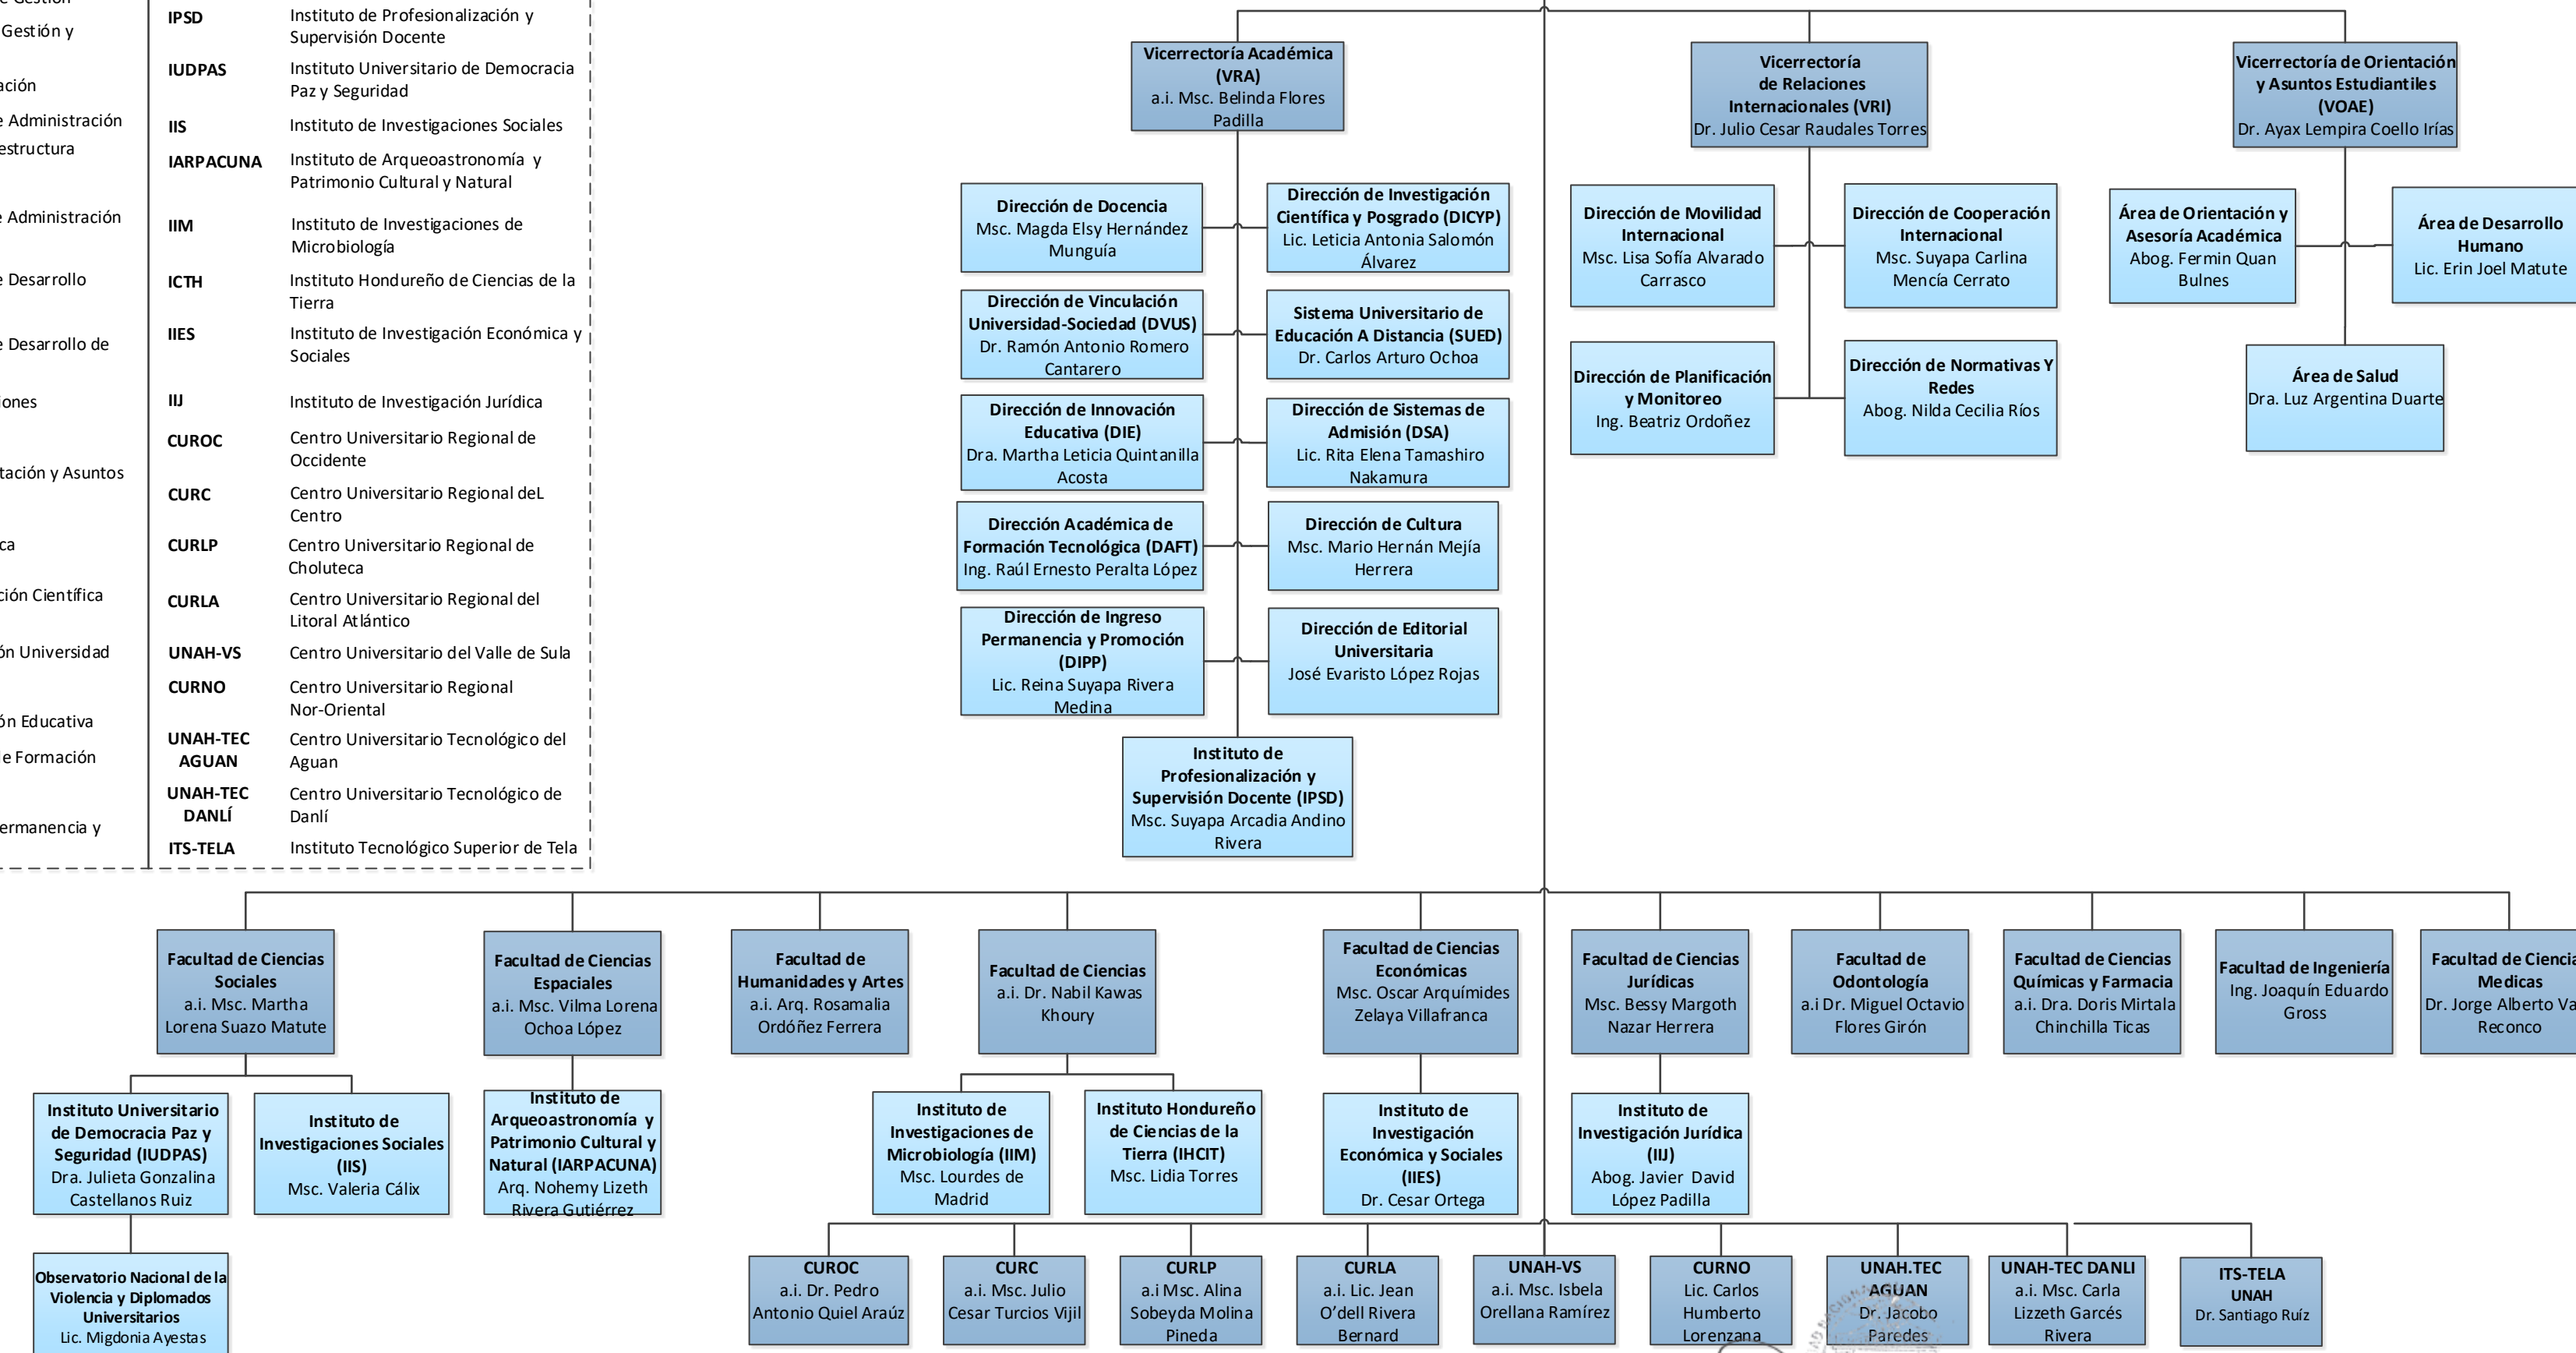 Gestión y
ación
e Administración
estructura
e Administración
e Desarrollo
e Desarrollo de
iones
tación y Asuntos
ca
ción Científica
ón Universidad
ón Educativa
de Formación
ermanencia y
IPSD Instituto de Profesionalización y
Supervisión Docente
IUDPAS Instituto Universitario de Democracia
Paz y Seguridad
IIS Instituto de Investigaciones Sociales
IARPACUNA Instituto de Arqueoastronomía y
Patrimonio Cultural y Natural
IIM Instituto de Investigaciones de
Microbiología
ICTH Instituto Hondureño de Ciencias de la
Tierra
IIES Instituto de Investigación Económica y
Sociales
IIJ Instituto de Investigación Jurídica
CUROC Centro Universitario Regional de
Occidente
CURC Centro Universitario Regional deL
Centro
CURLP Centro Universitario Regional de
Choluteca
CURLA Centro Universitario Regional del
Litoral Atlántico
UNAH-VS Centro Universitario del Valle de Sula
CURNO Centro Universitario Regional
Nor-Oriental
UNAH-TEC Centro Universitario Tecnológico del
AGUAN Aguan
UNAH-TEC Centro Universitario Tecnológico de
DANLÍ Danlí
ITS-TELA Instituto Tecnológico Superior de Tela
Vicerrectoría Académica
(VRA)
a.i. Msc. Belinda Flores
Padilla
Vicerrectoría
de Relaciones
Internacionales (VRI)
Dr. Julio Cesar Raudales Torres
Vicerrectoría de Orientación
y Asuntos Estudiantiles
(VOAE)
Dr. Ayax Lempira Coello Irías
Dirección de Docencia
Msc. Magda Elsy Hernández
Munguía
Dirección de Investigación
Científica y Posgrado (DICYP)
Lic. Leticia Antonia Salomón
Álvarez
Dirección de Vinculación
Universidad-Sociedad (DVUS)
Dr. Ramón Antonio Romero
Cantarero
Sistema Universitario de
Educación A Distancia (SUED)
Dr. Carlos Arturo Ochoa
Dirección de Innovación
Educativa (DIE)
Dra. Martha Leticia Quintanilla
Acosta
Dirección de Sistemas de
Admisión (DSA)
Lic. Rita Elena Tamashiro
Nakamura
Dirección Académica de
Formación Tecnológica (DAFT)
Ing. Raúl Ernesto Peralta López
Dirección de Cultura
Msc. Mario Hernán Mejía
Herrera
Dirección de Ingreso
Permanencia y Promoción
(DIPP)
Lic. Reina Suyapa Rivera
Medina
Dirección de Editorial
Universitaria
José Evaristo López Rojas
Instituto de
Profesionalización y
Supervisión Docente (IPSD)
Msc. Suyapa Arcadia Andino
Rivera
Dirección de Movilidad
Internacional
Msc. Lisa Sofía Alvarado
Carrasco
Dirección de Cooperación
Internacional
Msc. Suyapa Carlina
Mencía Cerrato
Dirección de Planificación
y Monitoreo
Ing. Beatriz Ordoñez
Dirección de Normativas Y
Redes
Abog. Nilda Cecilia Ríos
Área de Orientación y
Asesoría Académica
Abog. Fermin Quan
Bulnes
Área de Desarrollo
Humano
Lic. Erin Joel Matute
Área de Salud
Dra. Luz Argentina Duarte
Facultad de Ciencias
Sociales
a.i. Msc. Martha
Lorena Suazo Matute
Facultad de Ciencias
Espaciales
a.i. Msc. Vilma Lorena
Ochoa López
Facultad de
Humanidades y Artes
a.i. Arq. Rosamalia
Ordóñez Ferrera
Facultad de Ciencias
a.i. Dr. Nabil Kawas
Khoury
Facultad de Ciencias
Económicas
Msc. Oscar Arquímides
Zelaya Villafranca
Facultad de Ciencias
Jurídicas
Msc. Bessy Margoth
Nazar Herrera
Facultad de
Odontología
a.i Dr. Miguel Octavio
Flores Girón
Facultad de Ciencias
Químicas y Farmacia
a.i. Dra. Doris Mirtala
Chinchilla Ticas
Facultad de Ingeniería
Ing. Joaquín Eduardo
Gross
Facultad de Ciencia
Medicas
Dr. Jorge Alberto Va
Reconco
Instituto Universitario
de Democracia Paz y
Seguridad (IUDPAS)
Dra. Julieta Gonzalina
Castellanos Ruiz
Instituto de
Investigaciones Sociales
(IIS)
Msc. Valeria Cálix
Instituto de
Arqueoastronomía y
Patrimonio Cultural y
Natural (IARPACUNA)
Arq. Nohemy Lizeth
Rivera Gutiérrez
Instituto de
Investigaciones de
Microbiología (IIM)
Msc. Lourdes de
Madrid
Instituto Hondureño
de Ciencias de la
Tierra (IHCIT)
Msc. Lidia Torres
Instituto de
Investigación
Económica y Sociales
(IIES)
Dr. Cesar Ortega
Instituto de
Investigación Jurídica
(IIJ)
Abog. Javier David
López Padilla
Observatorio Nacional de la
Violencia y Diplomados
Universitarios
Lic. Migdonia Ayestas
CUROC
a.i. Dr. Pedro
Antonio Quiel Araúz
CURC
a.i. Msc. Julio
Cesar Turcios Vijil
CURLP
a.i Msc. Alina
Sobeyda Molina
Pineda
CURLA
a.i. Lic. Jean
O'dell Rivera
Bernard
UNAH-VS
a.i. Msc. Isbela
Orellana Ramírez
CURNO
Lic. Carlos
Humberto
Lorenzana
UNAH.TEC
AGUAN
Dr. Jacobo
Paredes
UNAH-TEC DANLI
a.i. Msc. Carla
Lizzeth Garcés
Rivera
ITS-TELA
UNAH
Dr. Santiago Ruíz